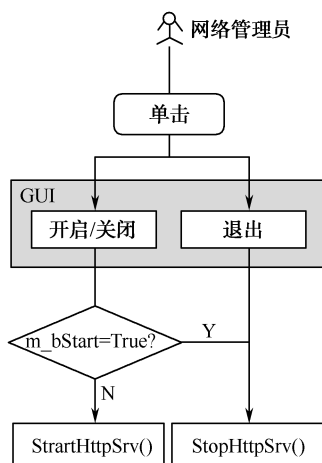 网络管理员
单击
GUI
开启/关闭
退出
m_bStart=True?
Y
N
StrartHttpSrv()
StopHttpSrv()